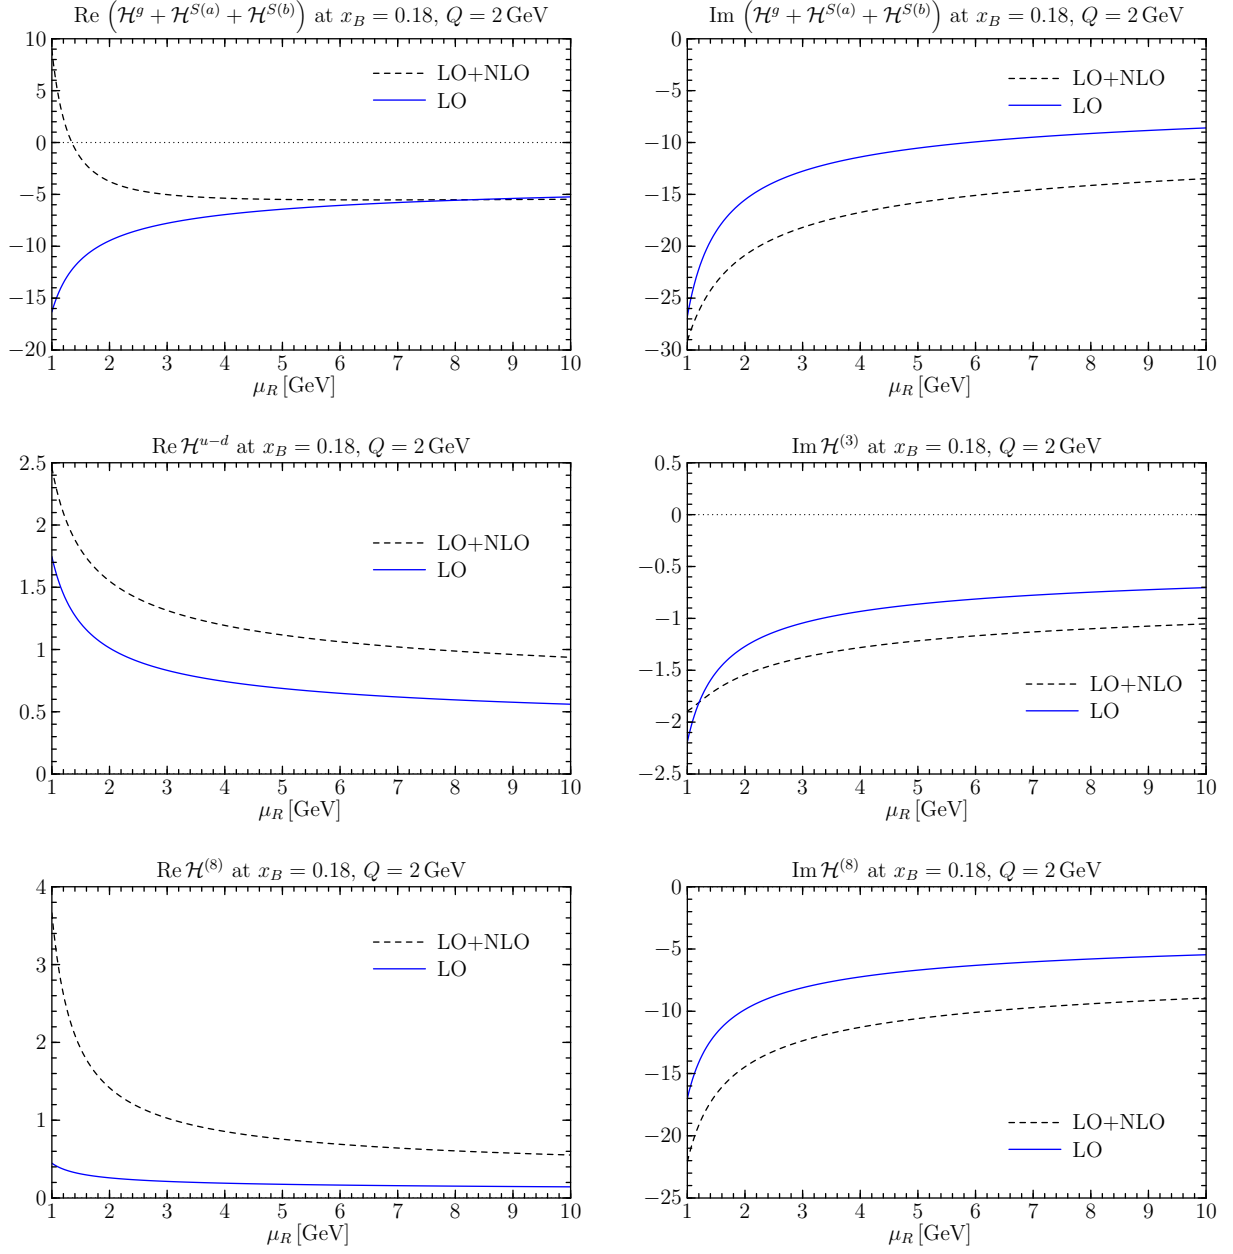 Re (ℋ^g + ℋ^{S(a)} + ℋ^{S(b)}) at x_B = 0.18, Q = 2 GeV
10
5
0
−5
−10
−15
−20
LO+NLO
LO
1 2 3 4 5 6 7 8 9 10
μ_R [GeV]
Im (ℋ^g + ℋ^{S(a)} + ℋ^{S(b)}) at x_B = 0.18, Q = 2 GeV
0
−5
−10
−15
−20
−25
−30
LO+NLO
LO
1 2 3 4 5 6 7 8 9 10
μ_R [GeV]
Re ℋ^{u−d} at x_B = 0.18, Q = 2 GeV
2.5
2
1.5
1
0.5
0
LO+NLO
LO
1 2 3 4 5 6 7 8 9 10
μ_R [GeV]
Im ℋ^{(3)} at x_B = 0.18, Q = 2 GeV
0.5
0
−0.5
−1
−1.5
−2
−2.5
LO+NLO
LO
1 2 3 4 5 6 7 8 9 10
μ_R [GeV]
Re ℋ^{(8)} at x_B = 0.18, Q = 2 GeV
4
3
2
1
0
LO+NLO
LO
1 2 3 4 5 6 7 8 9 10
μ_R [GeV]
Im ℋ^{(8)} at x_B = 0.18, Q = 2 GeV
0
−5
−10
−15
−20
−25
LO+NLO
LO
1 2 3 4 5 6 7 8 9 10
μ_R [GeV]